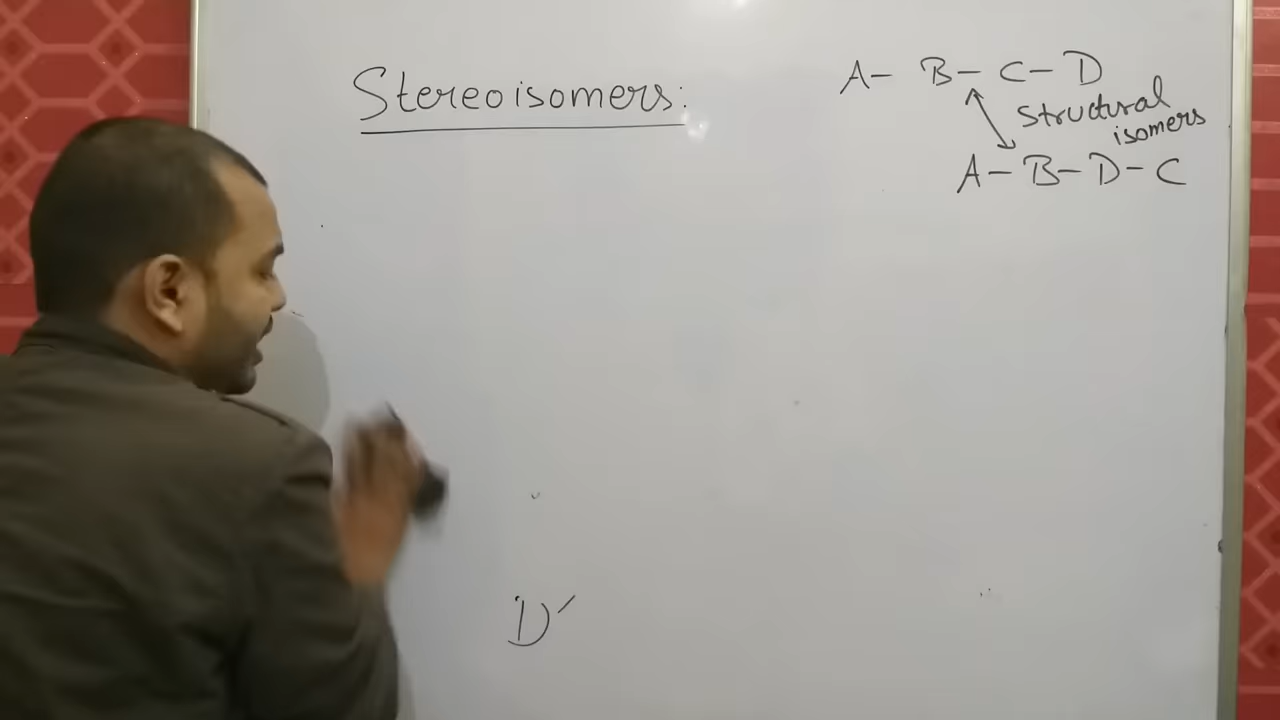 Stereoisomers:
A- B-C-D
Structural
isomers
A-B-D-C
D